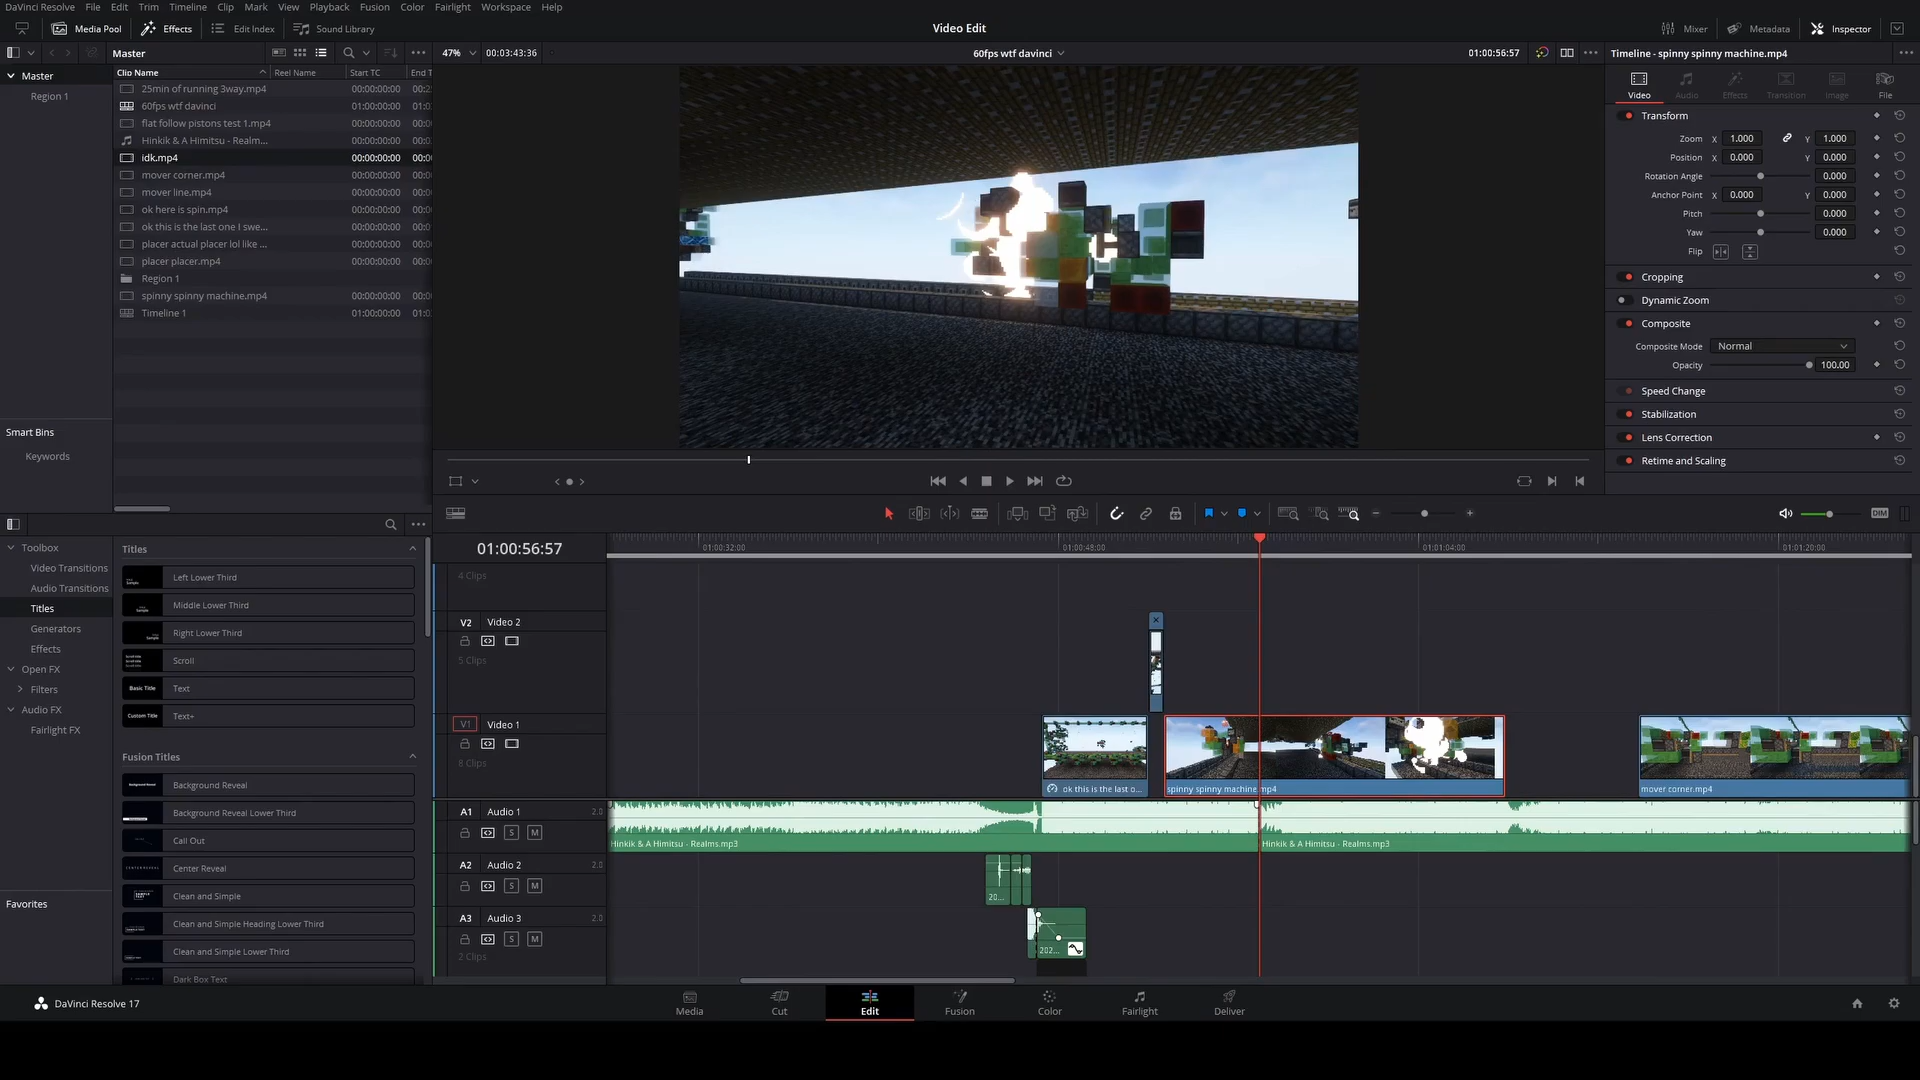 DaVinci Resolve File Edit Trim Timeline Clip Mark View Playback Fusion Color Fairlight Workspace Help
Media Pool Effects Edit Index Sound Library Video Edit Mixer Metadata Inspector
Master 47% 00:03:43:36 60fps wtf davinci 01:00:56:57 Timeline - spinny spinny machine.mp4
Master
Region 1
Clip Name Reel Name Start TC End T
25min of running 3way.mp4 00:00:00:00 00:2
60fps wtf davinci 01:00:00:00 01:0
flat follow pistons test 1.mp4 00:00:00:00 00:0
Hinkik & A Himitsu - Realm... 00:00:00:00 00:0
idk.mp4 00:00:00:00 00:0
mover corner.mp4 00:00:00:00 00:0
mover line.mp4 00:00:00:00 00:0
ok here is spin.mp4 00:00:00:00 00:0
ok this is the last one I swe... 00:00:00:00 00:0
placer actual placer lol like ... 00:00:00:00 00:0
placer placer.mp4 00:00:00:00 00:0
Region 1
spinny spinny machine.mp4 00:00:00:00 00:0
Timeline 1 01:00:00:00 01:0
Smart Bins
Keywords
Video Audio Effects Transition Image File
Transform
Zoom X 1.000 Y 1.000
Position X 0.000 Y 0.000
Rotation Angle 0.000
Anchor Point X 0.000 Y 0.000
Pitch 0.000
Yaw 0.000
Flip
Cropping
Dynamic Zoom
Composite
Composite Mode Normal
Opacity 100.00
Speed Change
Stabilization
Lens Correction
Retime and Scaling
DIM
Toolbox
Video Transitions
Audio Transitions
Titles
Generators
Effects
Open FX
Filters
Audio FX
Fairlight FX
Favorites
Titles
Left Lower Third
Middle Lower Third
Right Lower Third
Scroll
Basic Title Text
Custom Title Text+
Fusion Titles
Background Reveal
Background Reveal Lower Third
Call Out
Center Reveal
Clean and Simple
Clean and Simple Heading Lower Third
Clean and Simple Lower Third
Dark Box Text
01:00:56:57 01:00:32:00 01:00:48:00 01:01:04:00 01:01:20:00
4 Clips
V2 Video 2
5 Clips
V1 Video 1
8 Clips
ok this is the last o... spinny spinny machine.mp4 mover corner.mp4
A1 Audio 1 2.0
S M
Hinkik & A Himitsu - Realms.mp3 Hinkik & A Himitsu - Realms.mp3
A2 Audio 2 2.0
S M
20...
A3 Audio 3 2.0
S M
202...
2 Clips
DaVinci Resolve 17 Media Cut Edit Fusion Color Fairlight Deliver